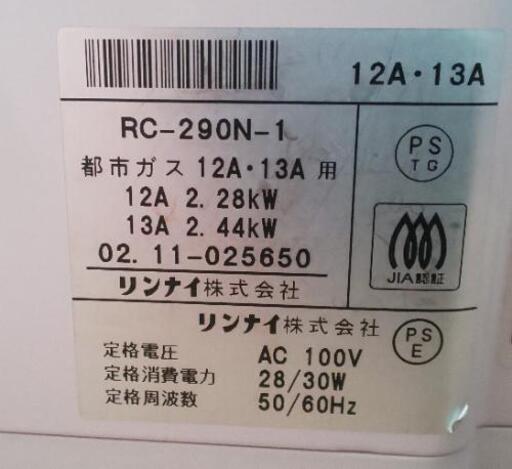 12A・13A
RC-290N-1
都市ガス 12A・13A 用
12A 2.28kW
13A 2.44kW
02.11-025650
リンナイ株式会社
PS
TG
JIA認証
リンナイ株式会社
PS
E
定格電圧 AC 100V
定格消費電力 28/30W
定格周波数 50/60Hz